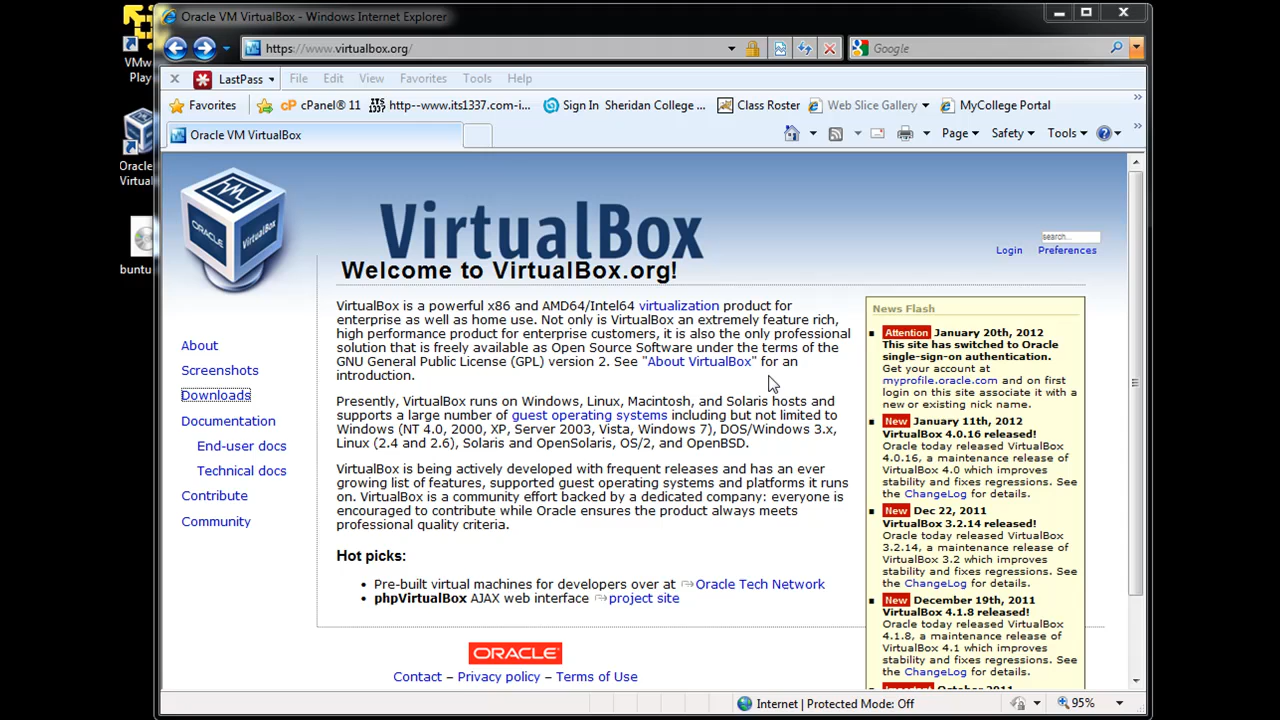 Oracle VM VirtualBox - Windows Internet Explorer
https://www.virtualbox.org/
Google
LastPass File Edit View Favorites Tools Help
Favorites cPanel® 11 http--www.its1337.com-i... Sign In Sheridan College ... Class Roster Web Slice Gallery MyCollege Portal
Oracle VM VirtualBox
Page Safety Tools
VMw
Play
Oracle
Virtual
buntu
ORACLE
VirtualBox
VirtualBox
search...
Login Preferences
Welcome to VirtualBox.org!
About
Screenshots
Downloads
Documentation
End-user docs
Technical docs
Contribute
Community
VirtualBox is a powerful x86 and AMD64/Intel64 virtualization product for
enterprise as well as home use. Not only is VirtualBox an extremely feature rich,
high performance product for enterprise customers, it is also the only professional
solution that is freely available as Open Source Software under the terms of the
GNU General Public License (GPL) version 2. See "About VirtualBox" for an
introduction.
Presently, VirtualBox runs on Windows, Linux, Macintosh, and Solaris hosts and
supports a large number of guest operating systems including but not limited to
Windows (NT 4.0, 2000, XP, Server 2003, Vista, Windows 7), DOS/Windows 3.x,
Linux (2.4 and 2.6), Solaris and OpenSolaris, OS/2, and OpenBSD.
VirtualBox is being actively developed with frequent releases and has an ever
growing list of features, supported guest operating systems and platforms it runs
on. VirtualBox is a community effort backed by a dedicated company: everyone is
encouraged to contribute while Oracle ensures the product always meets
professional quality criteria.
Hot picks:
• Pre-built virtual machines for developers over at Oracle Tech Network
• phpVirtualBox AJAX web interface project site
News Flash
Attention January 20th, 2012
This site has switched to Oracle
single-sign-on authentication.
Get your account at
myprofile.oracle.com and on first
login on this site associate it with a
new or existing nick name.
New January 11th, 2012
VirtualBox 4.0.16 released!
Oracle today released VirtualBox
4.0.16, a maintenance release of
VirtualBox 4.0 which improves
stability and fixes regressions. See
the ChangeLog for details.
New Dec 22, 2011
VirtualBox 3.2.14 released!
Oracle today released VirtualBox
3.2.14, a maintenance release of
VirtualBox 3.2 which improves
stability and fixes regressions. See
the ChangeLog for details.
New December 19th, 2011
VirtualBox 4.1.8 released!
Oracle today released VirtualBox
4.1.8, a maintenance release of
VirtualBox 4.1 which improves
stability and fixes regressions. See
the ChangeLog for details.
Important October 2011
ORACLE
Contact – Privacy policy – Terms of Use
Internet | Protected Mode: Off
95%